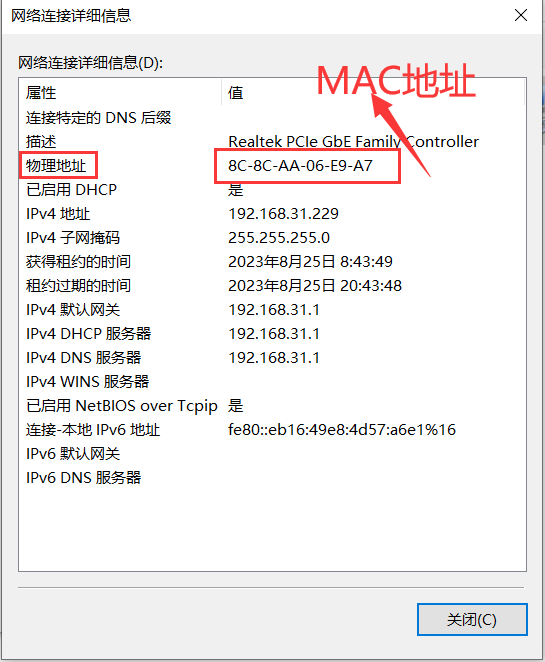 网络连接详细信息
网络连接详细信息(D):
MAC地址
属性 值
连接特定的 DNS 后缀
描述 Realtek PCIe GbE Family Controller
物理地址 8C-8C-AA-06-E9-A7
已启用 DHCP 是
IPv4 地址 192.168.31.229
IPv4 子网掩码 255.255.255.0
获得租约的时间 2023年8月25日 8:43:49
租约过期的时间 2023年8月25日 20:43:48
IPv4 默认网关 192.168.31.1
IPv4 DHCP 服务器 192.168.31.1
IPv4 DNS 服务器 192.168.31.1
IPv4 WINS 服务器
已启用 NetBIOS over Tcpip 是
连接-本地 IPv6 地址 fe80::eb16:49e8:4d57:a6e1%16
IPv6 默认网关
IPv6 DNS 服务器
关闭(C)